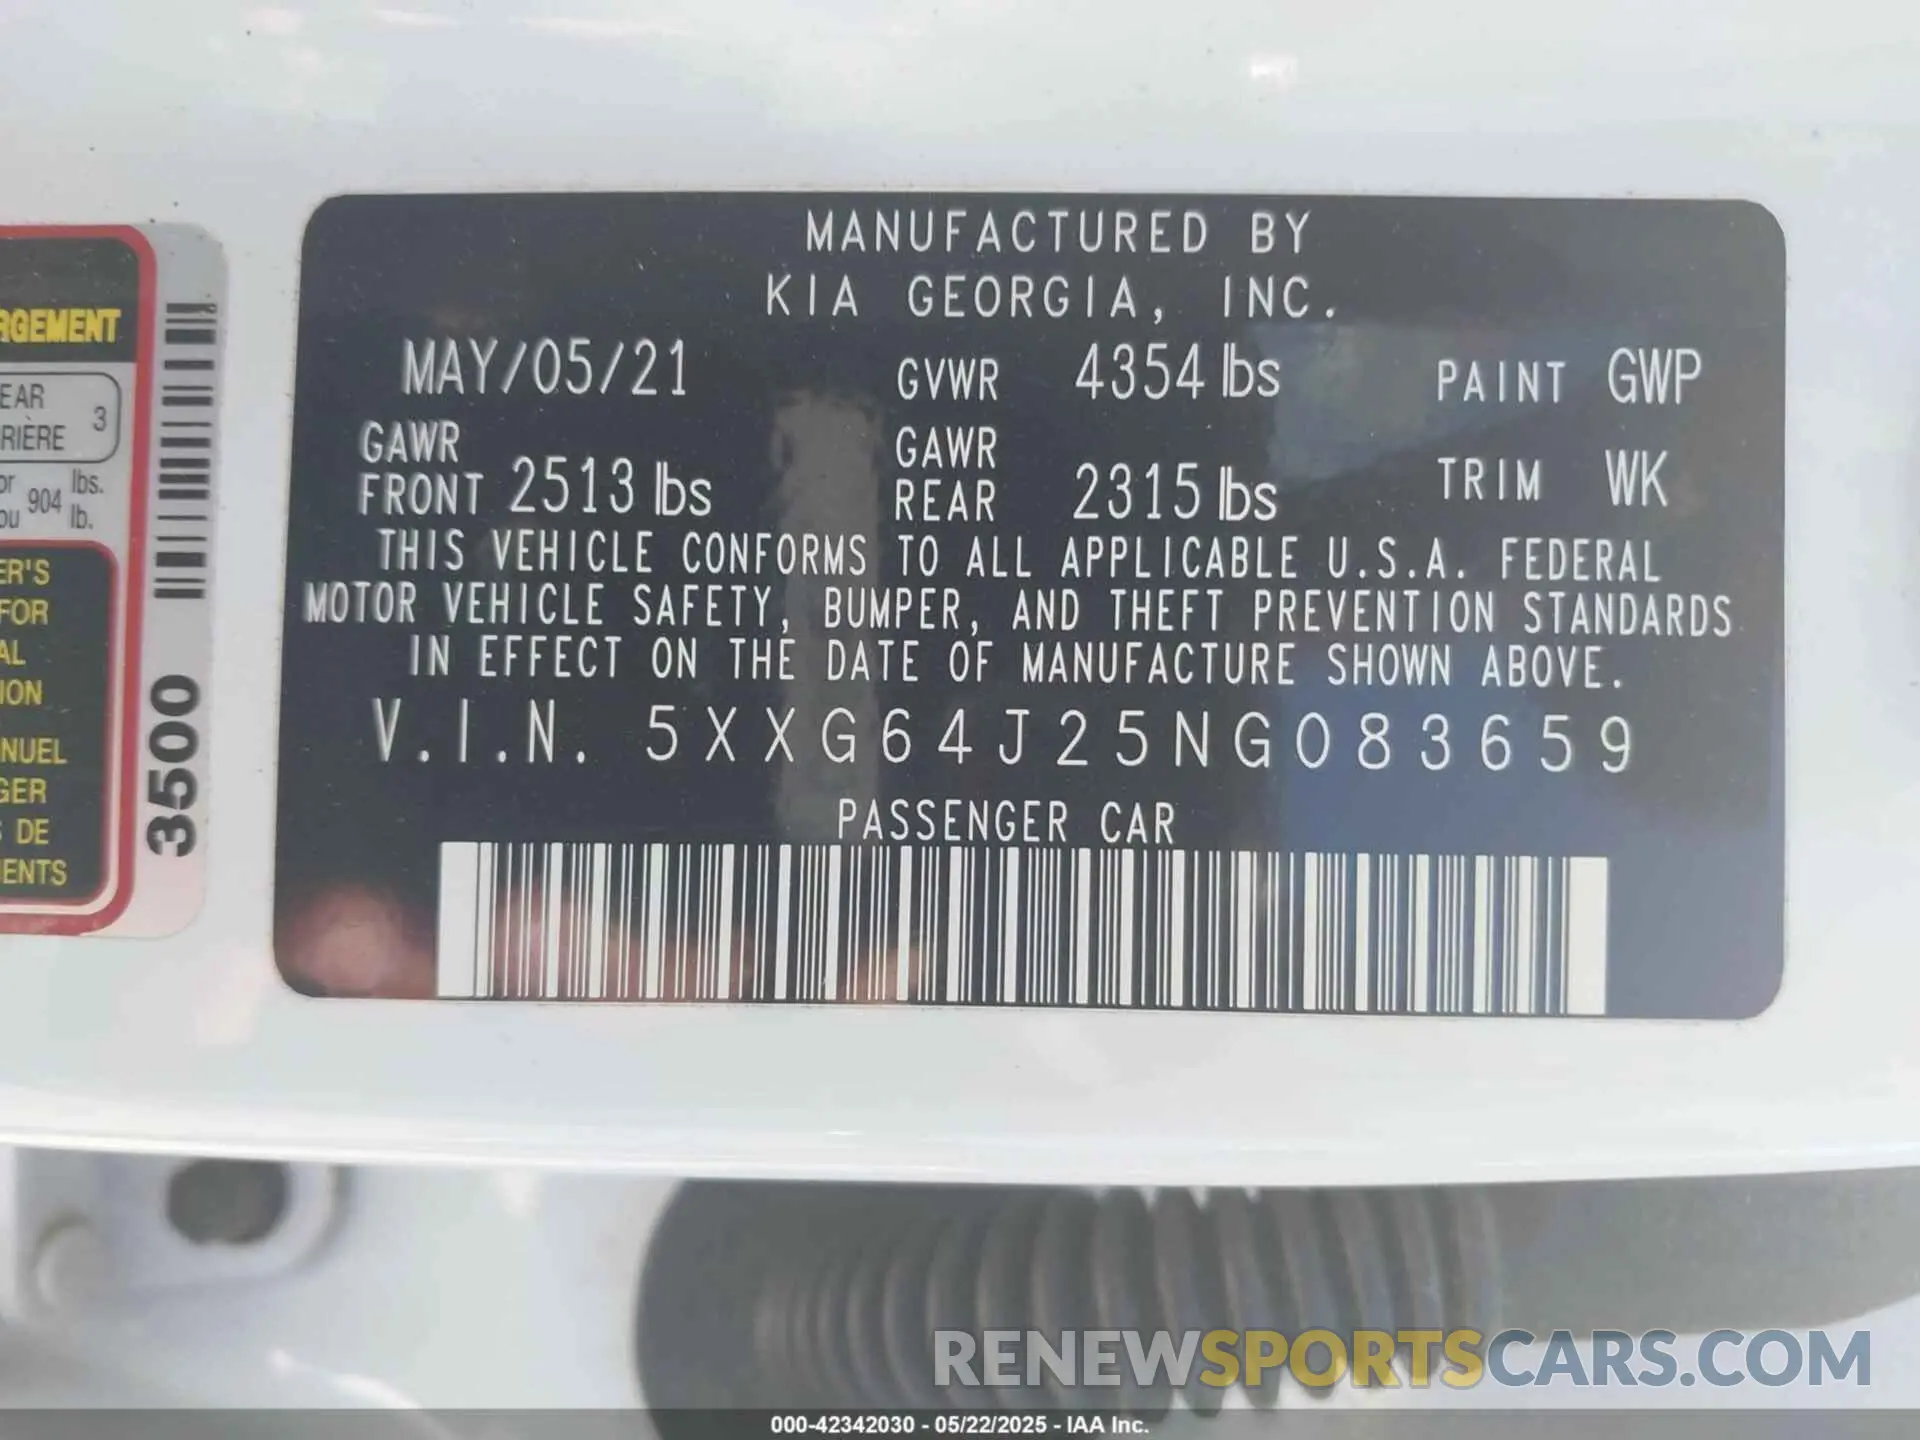 RGEMENT
EAR
RIÈRE
3
or
ou
904
lbs.
lb.
ER'S
FOR
AL
ION
NUEL
GER
DE
MENTS
3500
MANUFACTURED BY
KIA GEORGIA, INC.
MAY/05/21 GVWR 4354 lbs PAINT GWP
GAWR
FRONT 2513 lbs
GAWR
REAR 2315 lbs
TRIM WK
THIS VEHICLE CONFORMS TO ALL APPLICABLE U.S.A. FEDERAL
MOTOR VEHICLE SAFETY, BUMPER, AND THEFT PREVENTION STANDARDS
IN EFFECT ON THE DATE OF MANUFACTURE SHOWN ABOVE.
V.I.N. 5XXG64J25NG083659
PASSENGER CAR
RENEWSPORTSCARS.COM
000-42342030 - 05/22/2025 - IAA Inc.